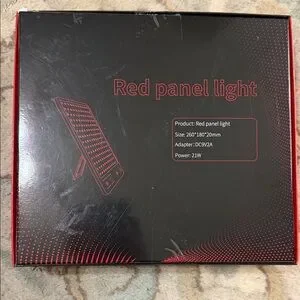 Red panel light
Product: Red panel light
Size: 260*180*20mm
Adapter: DC9V2A
Power: 21W